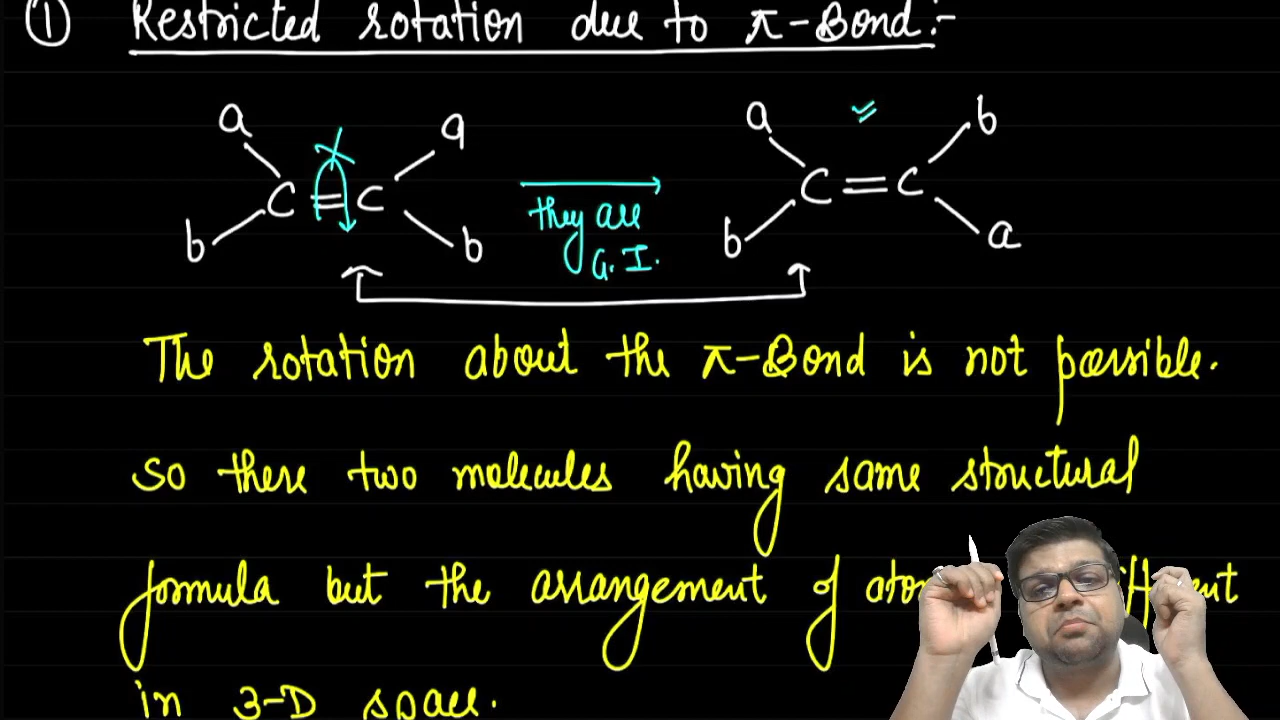 ① Restricted rotation due to π-Bond:-
a a a b
C = C C = C
they are
G.I.
b b b a
The rotation about the π-Bond is not possible.
so these two molecules having same structural
formula but the arrangement of
in 3-D space.